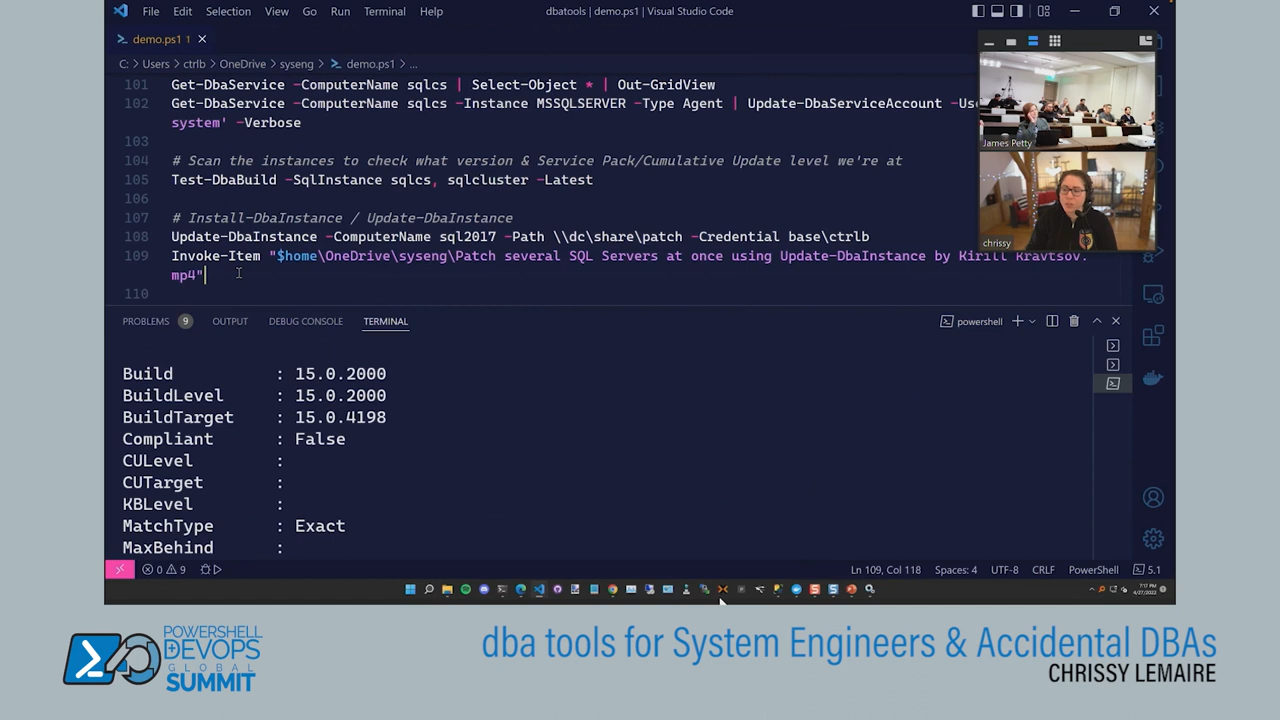 File Edit Selection View Go Run Terminal Help dbatools | demo.ps1 | Visual Studio Code
demo.ps1 1
C: > Users > ctrlb > OneDrive > syseng > demo.ps1 > ...
101 Get-DbaService -ComputerName sqlcs | Select-Object * | Out-GridView
102 Get-DbaService -ComputerName sqlcs -Instance MSSQLSERVER -Type Agent | Update-DbaServiceAccount -Use
system' -Verbose
103
104 # Scan the instances to check what version & Service Pack/Cumulative Update level we're at
105 Test-DbaBuild -SqlInstance sqlcs, sqlcluster -Latest
106
107 # Install-DbaInstance / Update-DbaInstance
108 Update-DbaInstance -ComputerName sql2017 -Path \\dc\share\patch -Credential base\ctrlb
109 Invoke-Item "$home\OneDrive\syseng\Patch several SQL Servers at once using Update-DbaInstance by Kirill Kravtsov.
mp4"
110
James Petty
chrissy
PROBLEMS 9 OUTPUT DEBUG CONSOLE TERMINAL powershell
Build : 15.0.2000
BuildLevel : 15.0.2000
BuildTarget : 15.0.4198
Compliant : False
CULevel :
CUTarget :
KBLevel :
MatchType : Exact
MaxBehind :
0 9 Ln 109, Col 118 Spaces: 4 UTF-8 CRLF PowerShell 5.1
7:17 PM
4/27/2022
POWERSHELL
+DEVOPS
GLOBAL
SUMMIT
dba tools for System Engineers & Accidental DBAs
CHRISSY LEMAIRE